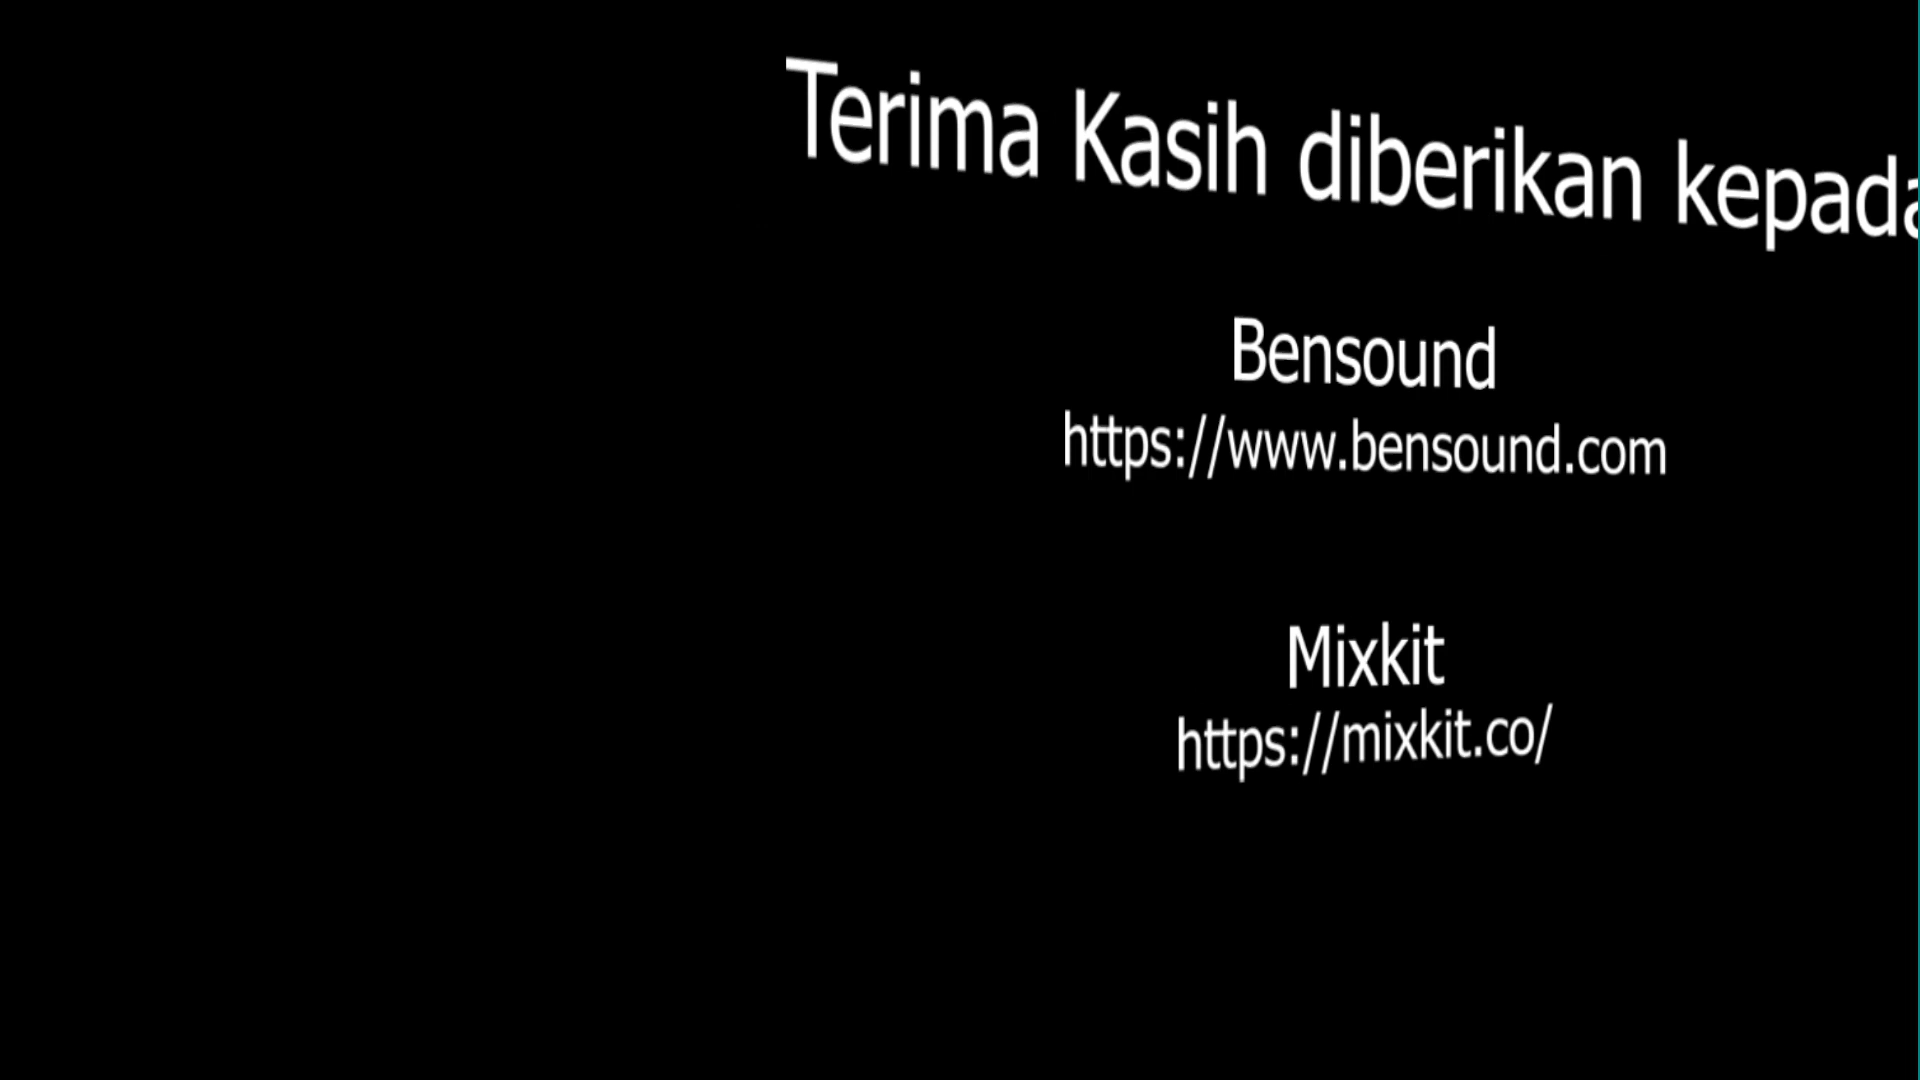 Terima Kasih diberikan kepada
Bensound
https://www.bensound.com
Mixkit
https://mixkit.co/